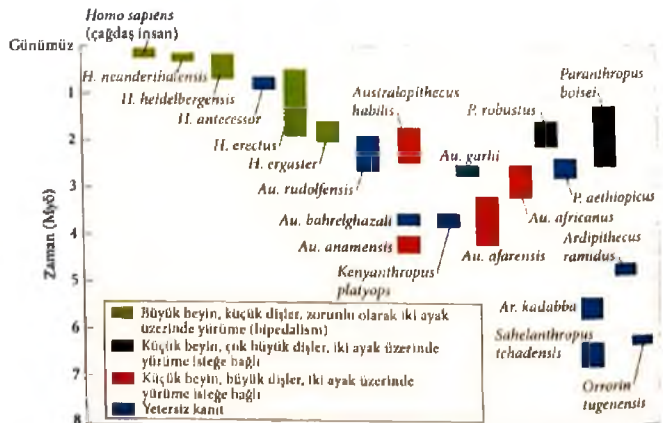 Homo sapiens
(çağdaş insan)
Günümüz
H. neanderthalensis
H. heidelbergensis
H. antecessor
H. erectus
H. ergaster
Au. rudolfensis
Australopithecus
habilis
P. robustus
Paranthropus
boisei
Au. garhi
P. aethiopicus
Au. africanus
Au. bahrelghazali
Au. anamensis
Kenyanthropus
platyops
Au. afarensis
Ardipithecus
ramidus
Ar. kadabba
Sahelanthropus
tchadensis
Orrorin
tugenensis
Zaman (Myö)
1
2
3
4
5
6
7
8
Büyük beyin, küçük dişler, zorunlu olarak iki ayak
üzerinde yürüme (bipedalism)
Küçük beyin, çok büyük dişler, iki ayak üzerinde
yürüme isteğe bağlı
Küçük beyin, büyük dişler, iki ayak üzerinde
yürüme isteğe bağlı
Yetersiz kanıt